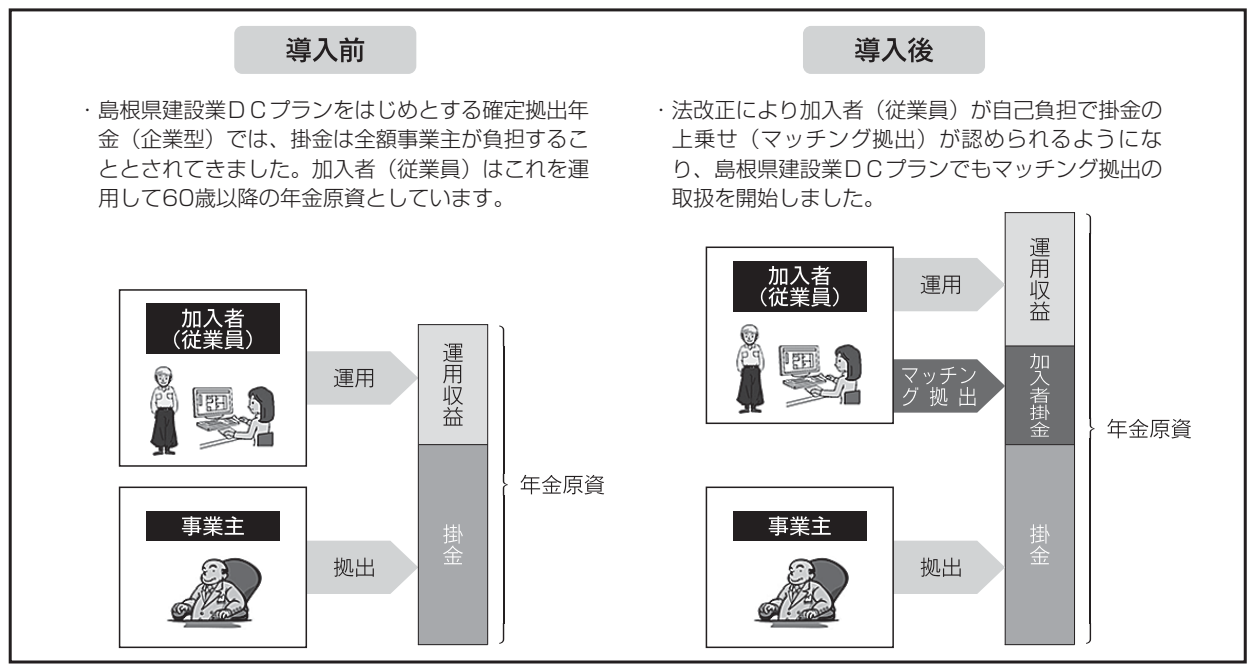 導入前
・島根県建設業DCプランをはじめとする確定拠出年
金（企業型）では、掛金は全額事業主が負担するこ
ととされてきました。加入者（従業員）はこれを運
用して60歳以降の年金原資としています。
加入者
（従業員）
運用
運用収益
事業主
拠出
掛金
年金原資
導入後
・法改正により加入者（従業員）が自己負担で掛金の
上乗せ（マッチング拠出）が認められるようにな
り、島根県建設業DCプランでもマッチング拠出の
取扱を開始しました。
加入者
（従業員）
運用
運用収益
マッチン
グ拠出
加入者掛金
事業主
拠出
掛金
年金原資